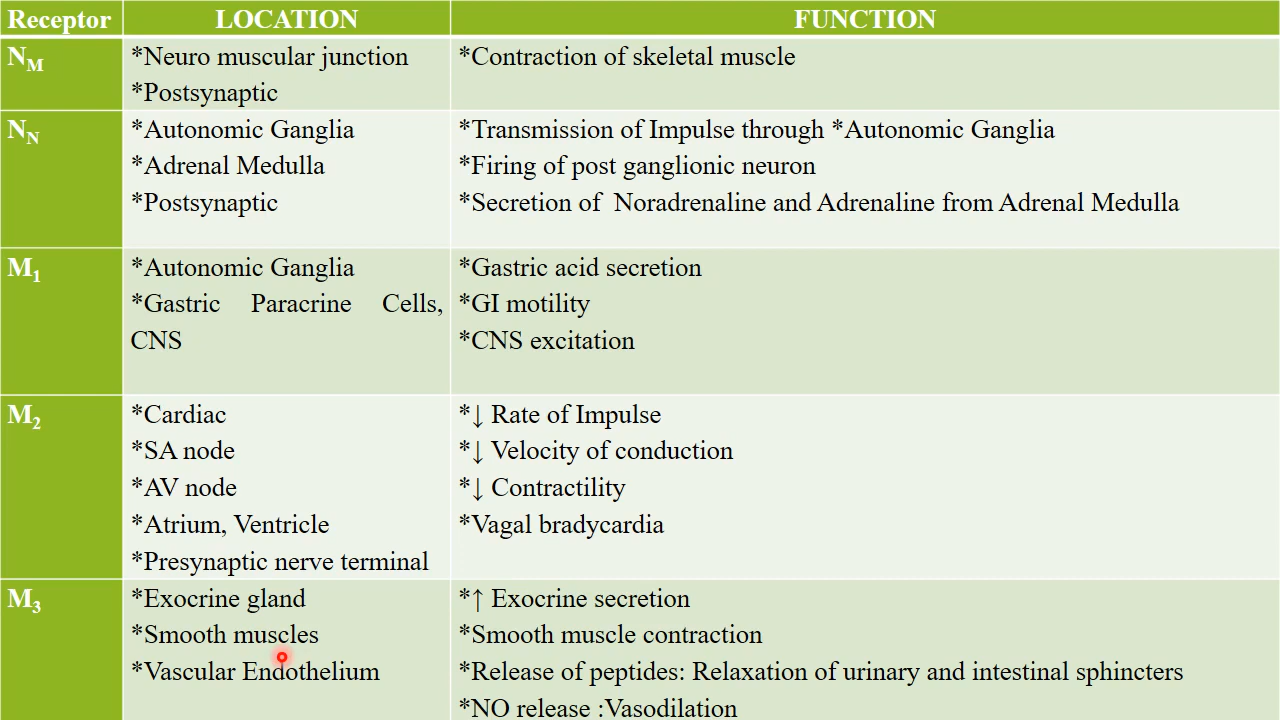 Receptor LOCATION FUNCTION
N_M *Neuro muscular junction *Contraction of skeletal muscle
*Postsynaptic
N_N *Autonomic Ganglia *Transmission of Impulse through *Autonomic Ganglia
*Adrenal Medulla *Firing of post ganglionic neuron
*Postsynaptic *Secretion of Noradrenaline and Adrenaline from Adrenal Medulla
M₁ *Autonomic Ganglia *Gastric acid secretion
*Gastric Paracrine Cells, *GI motility
CNS *CNS excitation
M₂ *Cardiac *↓ Rate of Impulse
*SA node *↓ Velocity of conduction
*AV node *↓ Contractility
*Atrium, Ventricle *Vagal bradycardia
*Presynaptic nerve terminal
M₃ *Exocrine gland *↑ Exocrine secretion
*Smooth muscles *Smooth muscle contraction
*Vascular Endothelium *Release of peptides: Relaxation of urinary and intestinal sphincters
*NO release :Vasodilation